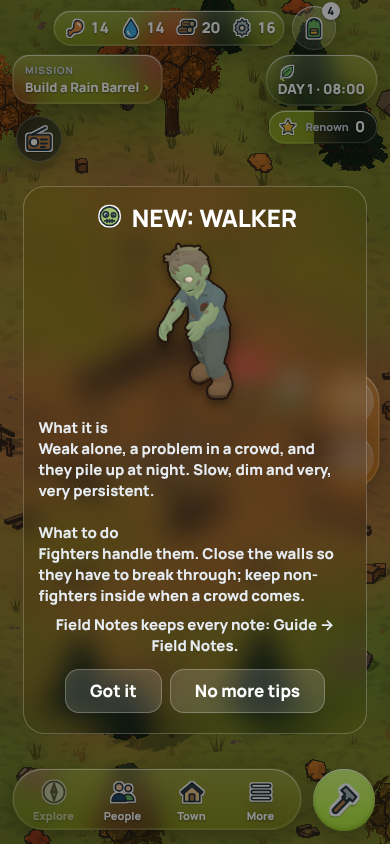 14 14 20 16 4
MISSION
Build a Rain Barrel ›
DAY 1 · 08:00
Renown 0
NEW: WALKER
What it is
Weak alone, a problem in a crowd, and
they pile up at night. Slow, dim and very,
very persistent.
What to do
Fighters handle them. Close the walls so
they have to break through; keep non-
fighters inside when a crowd comes.
Field Notes keeps every note: Guide →
Field Notes.
Got it No more tips
Explore People Town More